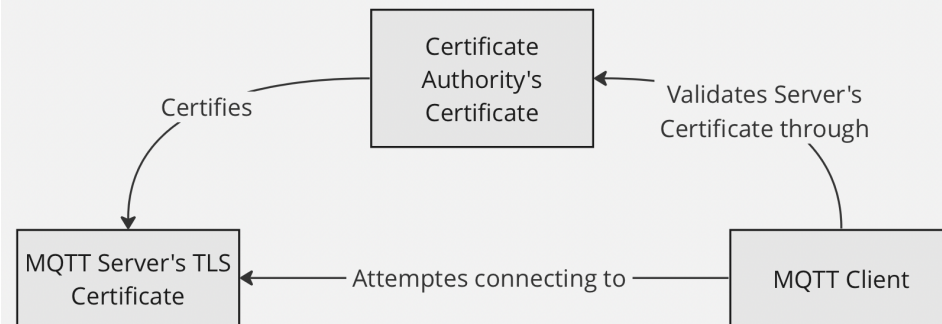 Certificate
Authority's
Certificate
Certifies
Validates Server's
Certificate through
MQTT Server's TLS
Certificate
Attemptes connecting to
MQTT Client